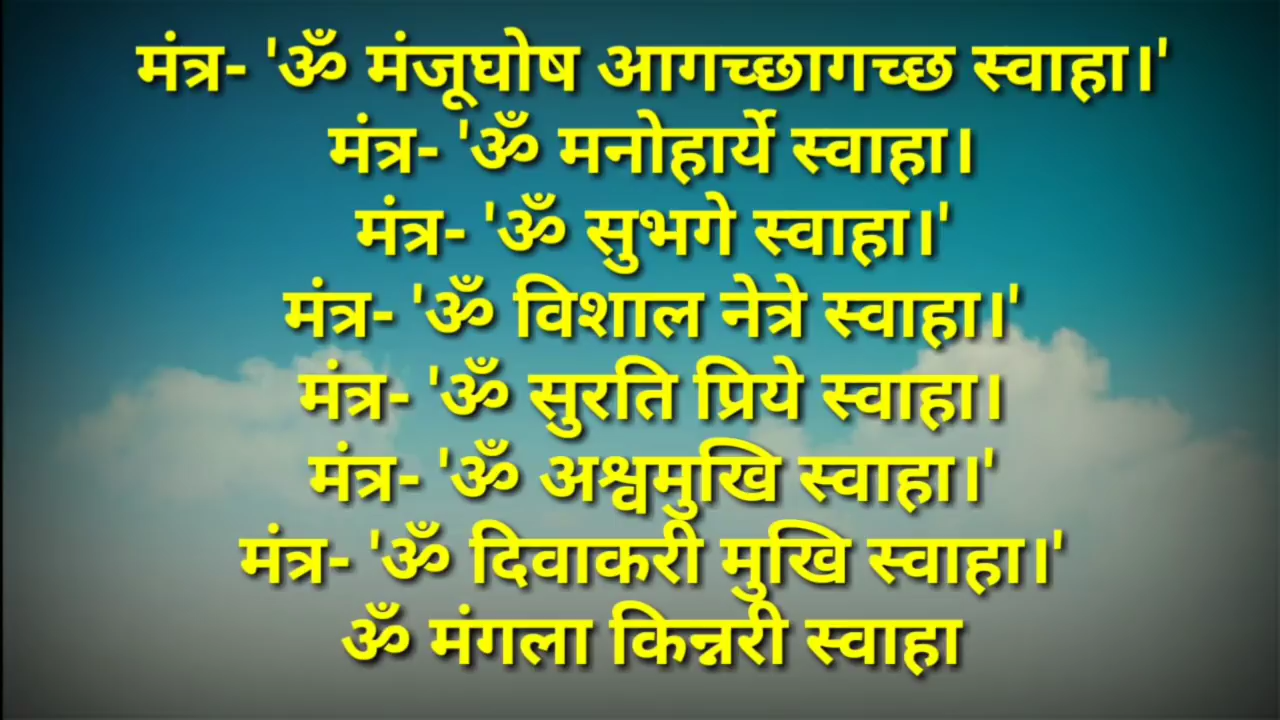 मंत्र- 'ॐ मंजूघोष आगच्छागच्छ स्वाहा।'
मंत्र- 'ॐ मनोहार्ये स्वाहा।
मंत्र- 'ॐ सुभगे स्वाहा।'
मंत्र- 'ॐ विशाल नेत्रे स्वाहा।'
मंत्र- 'ॐ सुरति प्रिये स्वाहा।
मंत्र- 'ॐ अश्वमुखि स्वाहा।'
मंत्र- 'ॐ दिवाकरी मुखि स्वाहा।'
ॐ मंगला किन्नरी स्वाहा